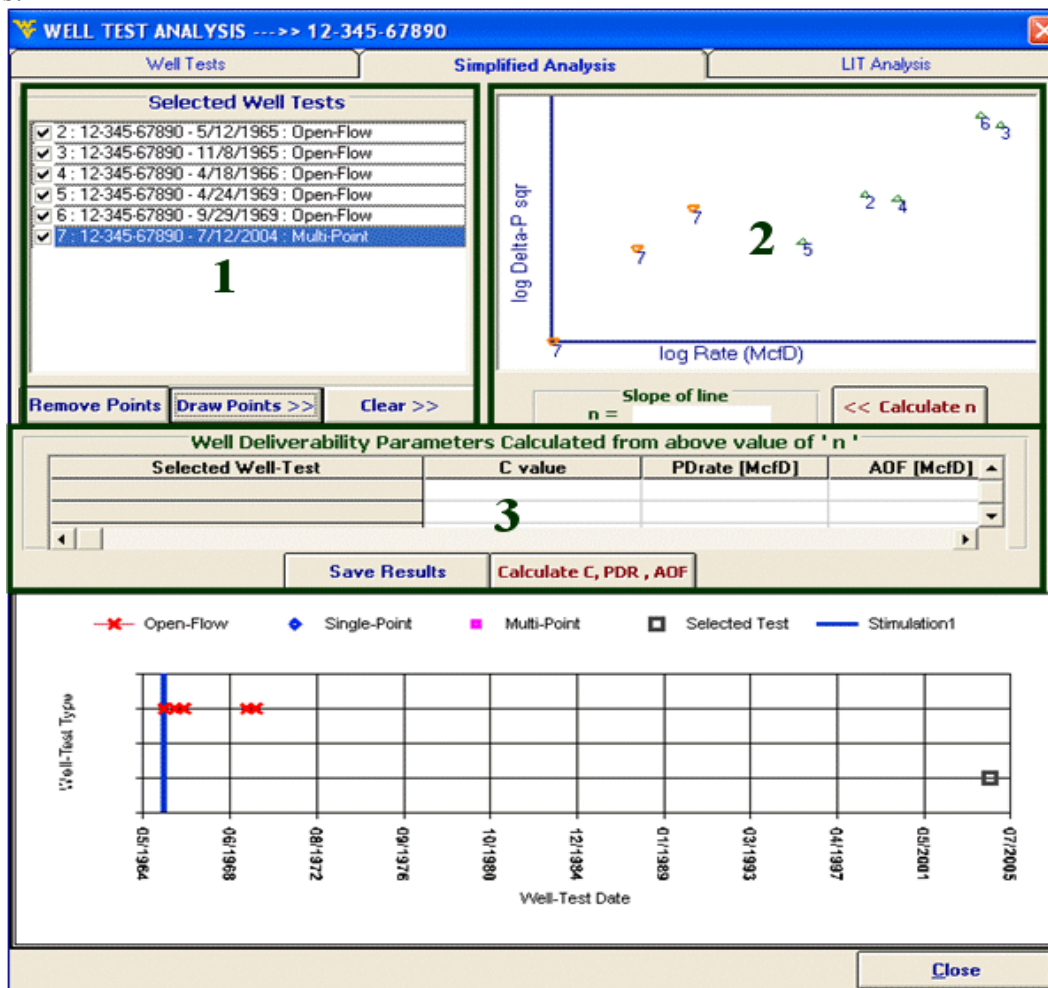 WELL TEST ANALYSIS --->> 12-345-67890
Well Tests
Simplified Analysis
LIT Analysis
Selected Well Tests
2 : 12-345-67890 - 5/12/1965 : Open-Flow
3 : 12-345-67890 - 11/8/1965 : Open-Flow
4 : 12-345-67890 - 4/18/1966 : Open-Flow
5 : 12-345-67890 - 4/24/1969 : Open-Flow
6 : 12-345-67890 - 9/29/1969 : Open-Flow
7 : 12-345-67890 - 7/12/2004 : Multi-Point
1
Remove Points
Draw Points >>
Clear >>
log Delta-P sqr
6
3
2
4
7
2
5
7
7
log Rate (McfD)
Slope of line
n =
<< Calculate n
Well Deliverability Parameters Calculated from above value of ' n '
Selected Well-Test
C value
PDrate [McfD]
AOF [McfD]
3
Save Results
Calculate C, PDR , AOF
Open-Flow
Single-Point
Multi-Point
Selected Test
Stimulation1
Well-Test Type
05/1964
06/1968
08/1972
09/1976
10/1980
12/1984
01/1989
03/1993
04/1997
05/2001
07/2005
Well-Test Date
Close